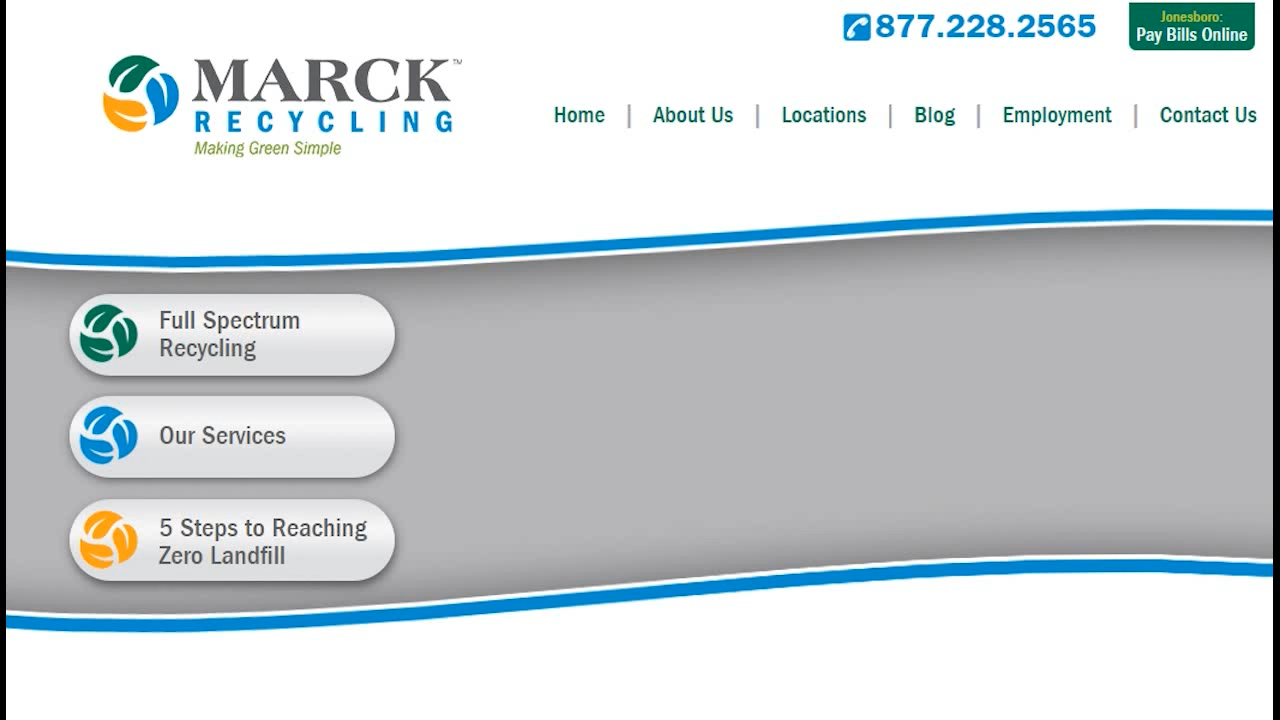 877.228.2565
Jonesboro:
Pay Bills Online
MARCK™
RECYCLING
Making Green Simple
Home | About Us | Locations | Blog | Employment | Contact Us
Full Spectrum
Recycling
Our Services
5 Steps to Reaching
Zero Landfill